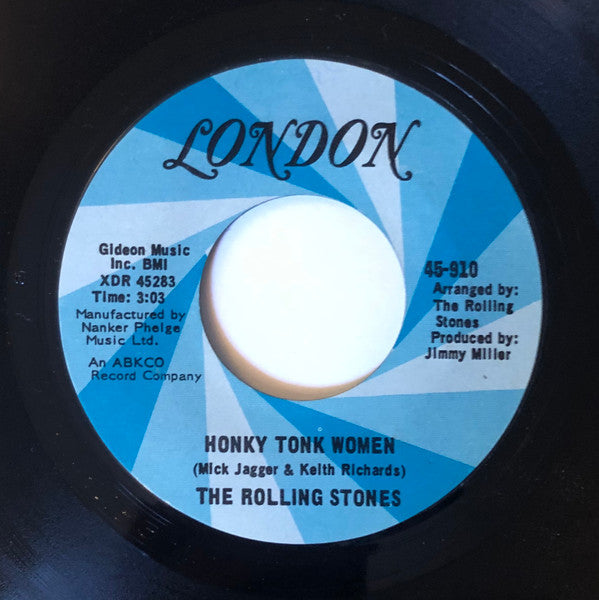 LONDON
Gideon Music
Inc. BMI
XDR 45283
Time: 3:03
Manufactured by
Nanker Phelge
Music Ltd.
An ABKCO
Record Company
45-910
Arranged by:
The Rolling
Stones
Produced by:
Jimmy Miller
HONKY TONK WOMEN
(Mick Jagger & Keith Richards)
THE ROLLING STONES